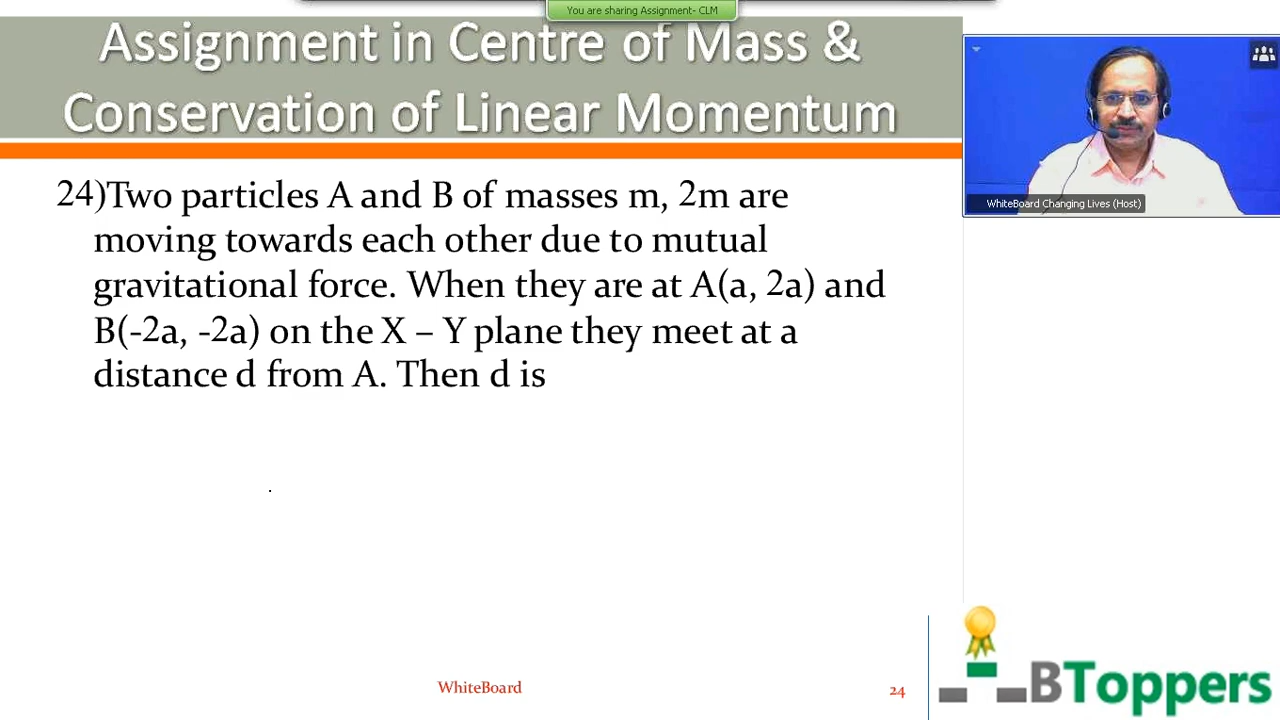 You are sharing Assignment- CLM
Assignment in Centre of Mass &
Conservation of Linear Momentum
WhiteBoard Changing Lives (Host)
24)Two particles A and B of masses m, 2m are
moving towards each other due to mutual
gravitational force. When they are at A(a, 2a) and
B(-2a, -2a) on the X – Y plane they meet at a
distance d from A. Then d is
WhiteBoard
24
BToppers